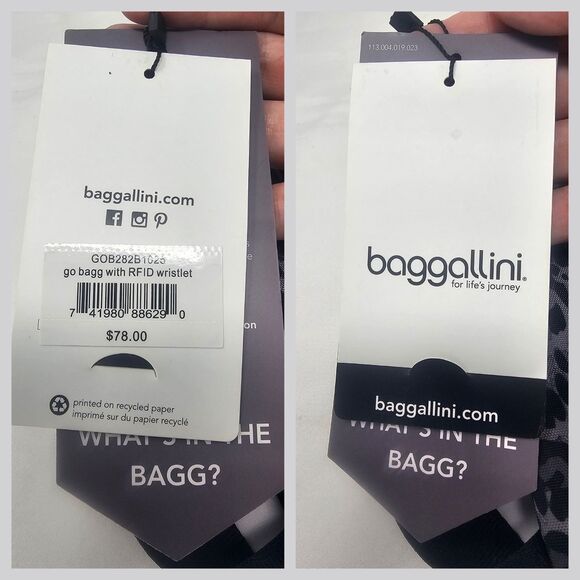 baggallini.com
GOB282B1025
go bagg with RFID wristlet
7 41980 88629 0
$78.00
on
printed on recycled paper
imprimé sur du papier recyclé
WHAT'S IN THE
BAGG?
113.004.019.023
baggallini®
for life's journey
baggallini.com
WHAT'S IN THE
BAGG?